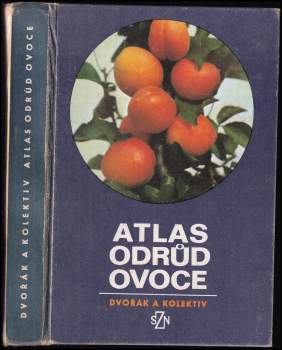 DVOŘÁK A KOLEKTIV ATLAS ODRŮD OVOCE
ATLAS
ODRŮD
OVOCE
DVOŘÁK A KOLEKTIV
SZN